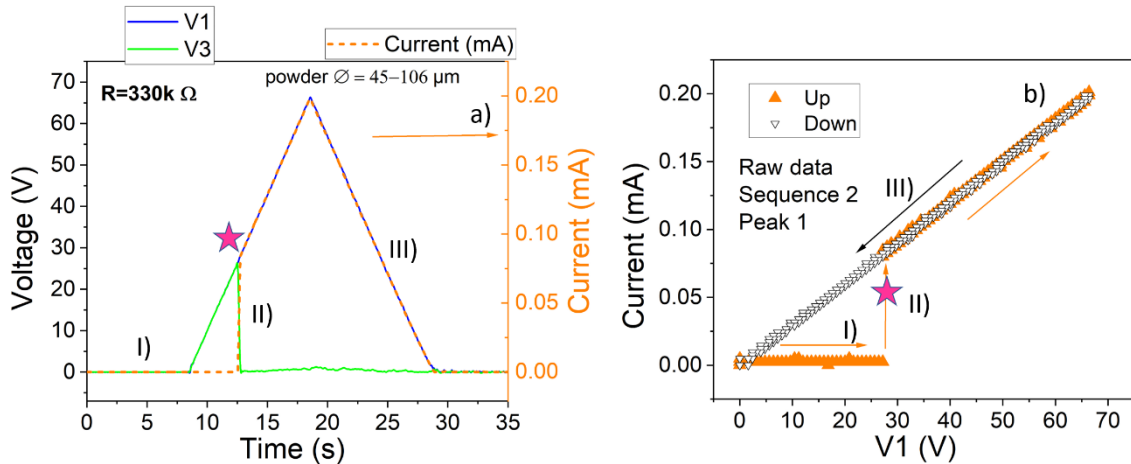 V1
V3
Current (mA)
R=330k Ω
powder ∅ = 45–106 µm
a)
I)
II)
III)
Voltage (V)
70
60
50
40
30
20
10
0
0.20
0.15
0.10
0.05
0.00
Current (mA)
0 5 10 15 20 25 30 35
Time (s)
Up
Down
b)
Raw data
Sequence 2
Peak 1
III)
I)
II)
Current (mA)
0.20
0.15
0.10
0.05
0.00
0 10 20 30 40 50 60 70
V1 (V)